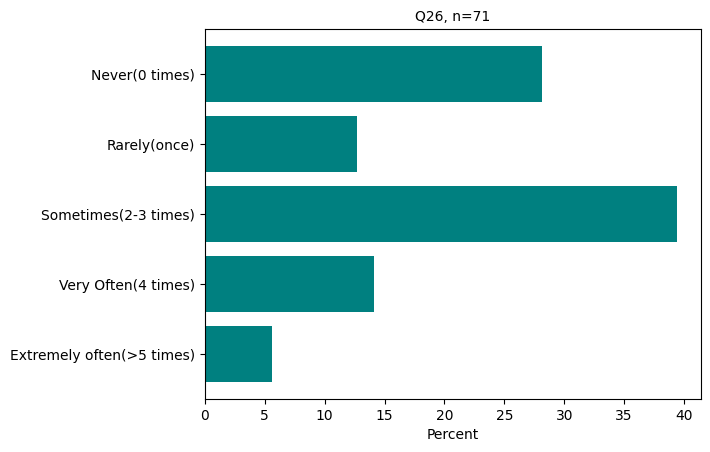 Q26, n=71
Never(0 times)
Rarely(once)
Sometimes(2-3 times)
Very Often(4 times)
Extremely often(>5 times)
0 5 10 15 20 25 30 35 40
Percent